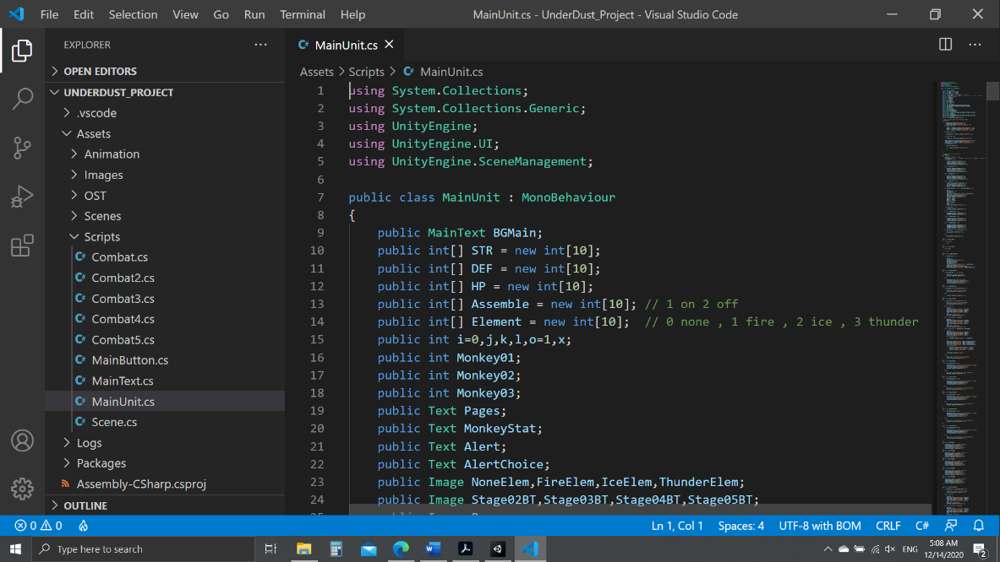 File Edit Selection View Go Run Terminal Help
MainUnit.cs - UnderDust_Project - Visual Studio Code
EXPLORER
OPEN EDITORS
UNDERDUST_PROJECT
.vscode
Assets
Animation
Images
OST
Scenes
Scripts
Combat.cs
Combat2.cs
Combat3.cs
Combat4.cs
Combat5.cs
MainButton.cs
MainText.cs
MainUnit.cs
Scene.cs
Logs
Packages
Assembly-CSharp.csproj
OUTLINE
MainUnit.cs
Assets > Scripts > MainUnit.cs
1 using System.Collections;
2 using System.Collections.Generic;
3 using UnityEngine;
4 using UnityEngine.UI;
5 using UnityEngine.SceneManagement;
6
7 public class MainUnit : MonoBehaviour
8 {
9 public MainText BGMain;
10 public int[] STR = new int[10];
11 public int[] DEF = new int[10];
12 public int[] HP = new int[10];
13 public int[] Assemble = new int[10]; // 1 on 2 off
14 public int[] Element = new int[10]; // 0 none , 1 fire , 2 ice , 3 thunder
15 public int i=0,j,k,l,o=1,x;
16 public int Monkey01;
17 public int Monkey02;
18 public int Monkey03;
19 public Text Pages;
20 public Text MonkeyStat;
21 public Text Alert;
22 public Text AlertChoice;
23 public Image NoneElem,FireElem,IceElem,ThunderElem;
24 public Image Stage02BT,Stage03BT,Stage04BT,Stage05BT;
0 0
Ln 1, Col 1 Spaces: 4 UTF-8 with BOM CRLF C#
Type here to search
ENG
5:08 AM
12/14/2020
2